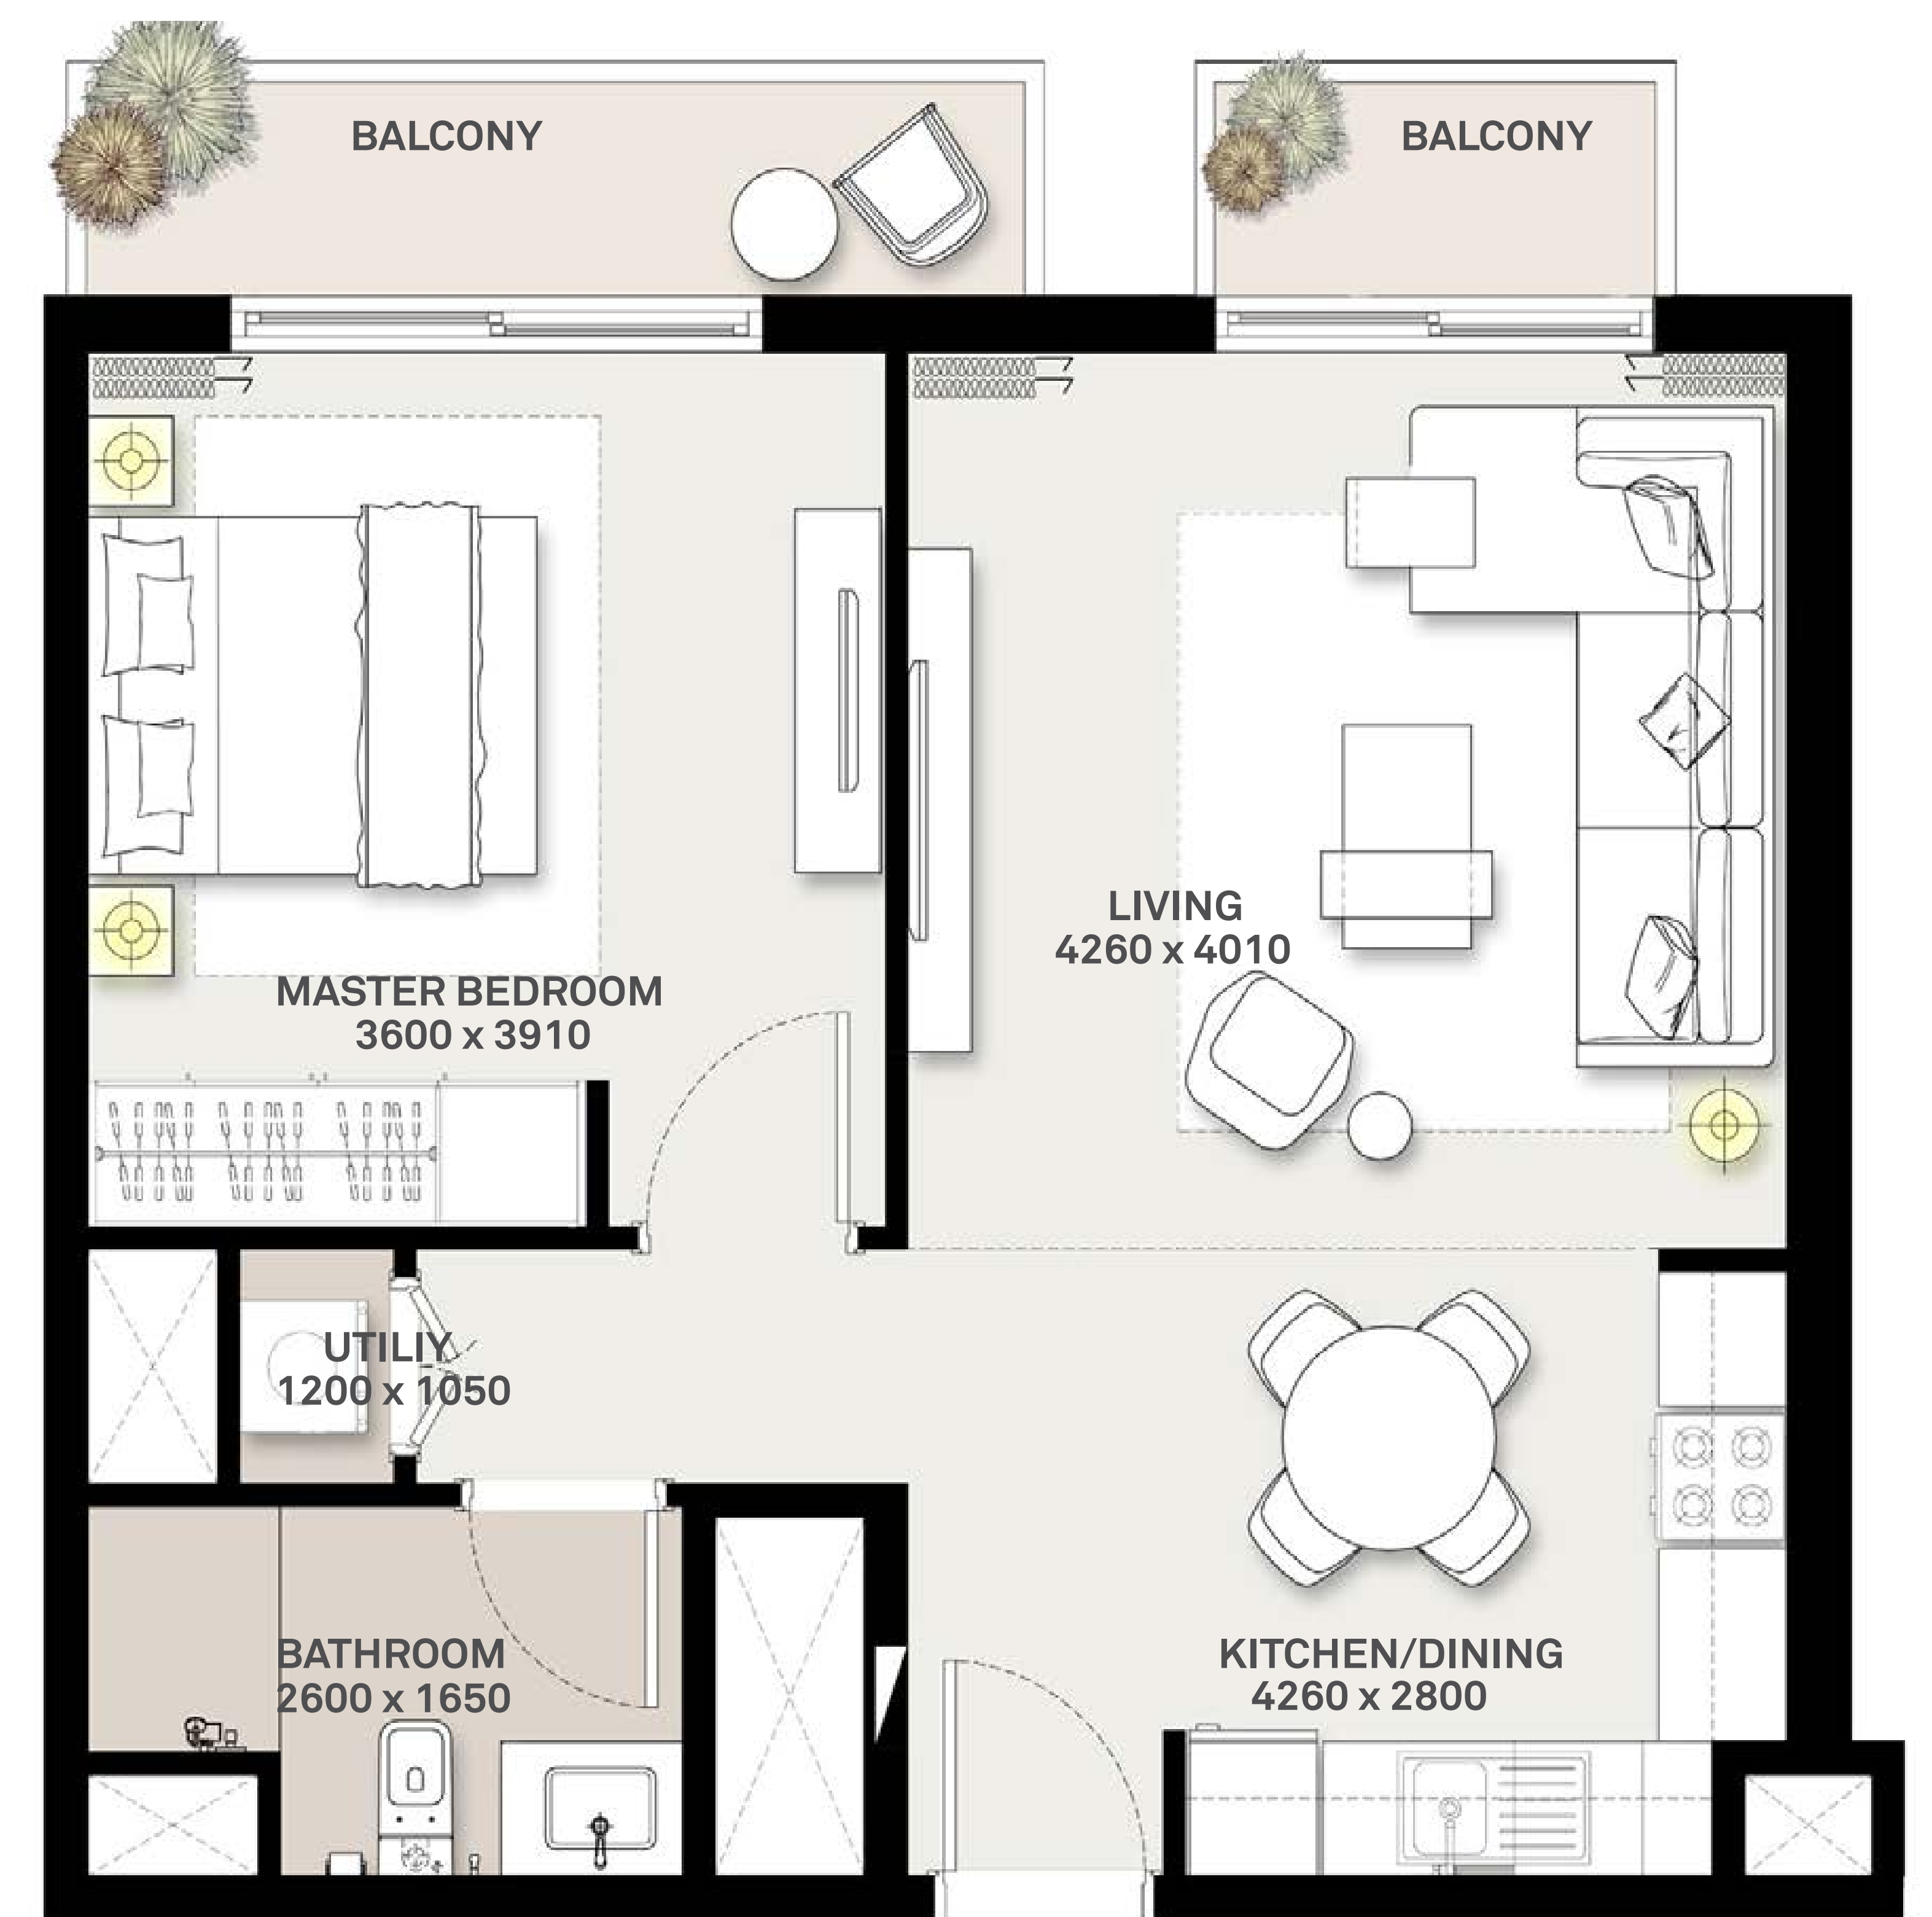 BALCONY
BALCONY
LIVING
4260 x 4010
MASTER BEDROOM
3600 x 3910
UTILIY
1200 x 1050
BATHROOM
2600 x 1650
KITCHEN/DINING
4260 x 2800